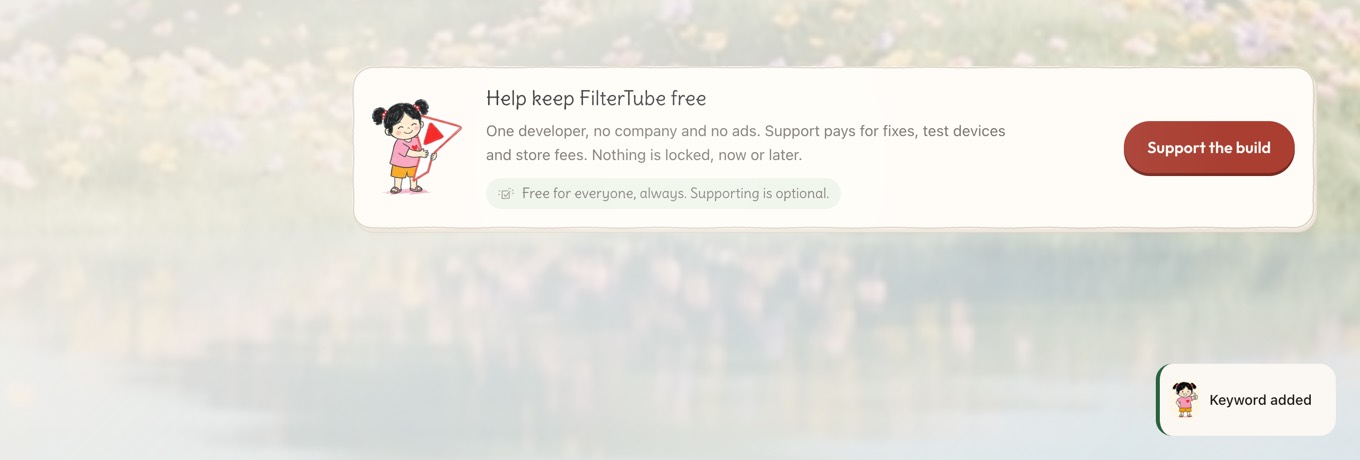 Help keep FilterTube free
One developer, no company and no ads. Support pays for fixes, test devices
and store fees. Nothing is locked, now or later.
Free for everyone, always. Supporting is optional.
Support the build
Keyword added